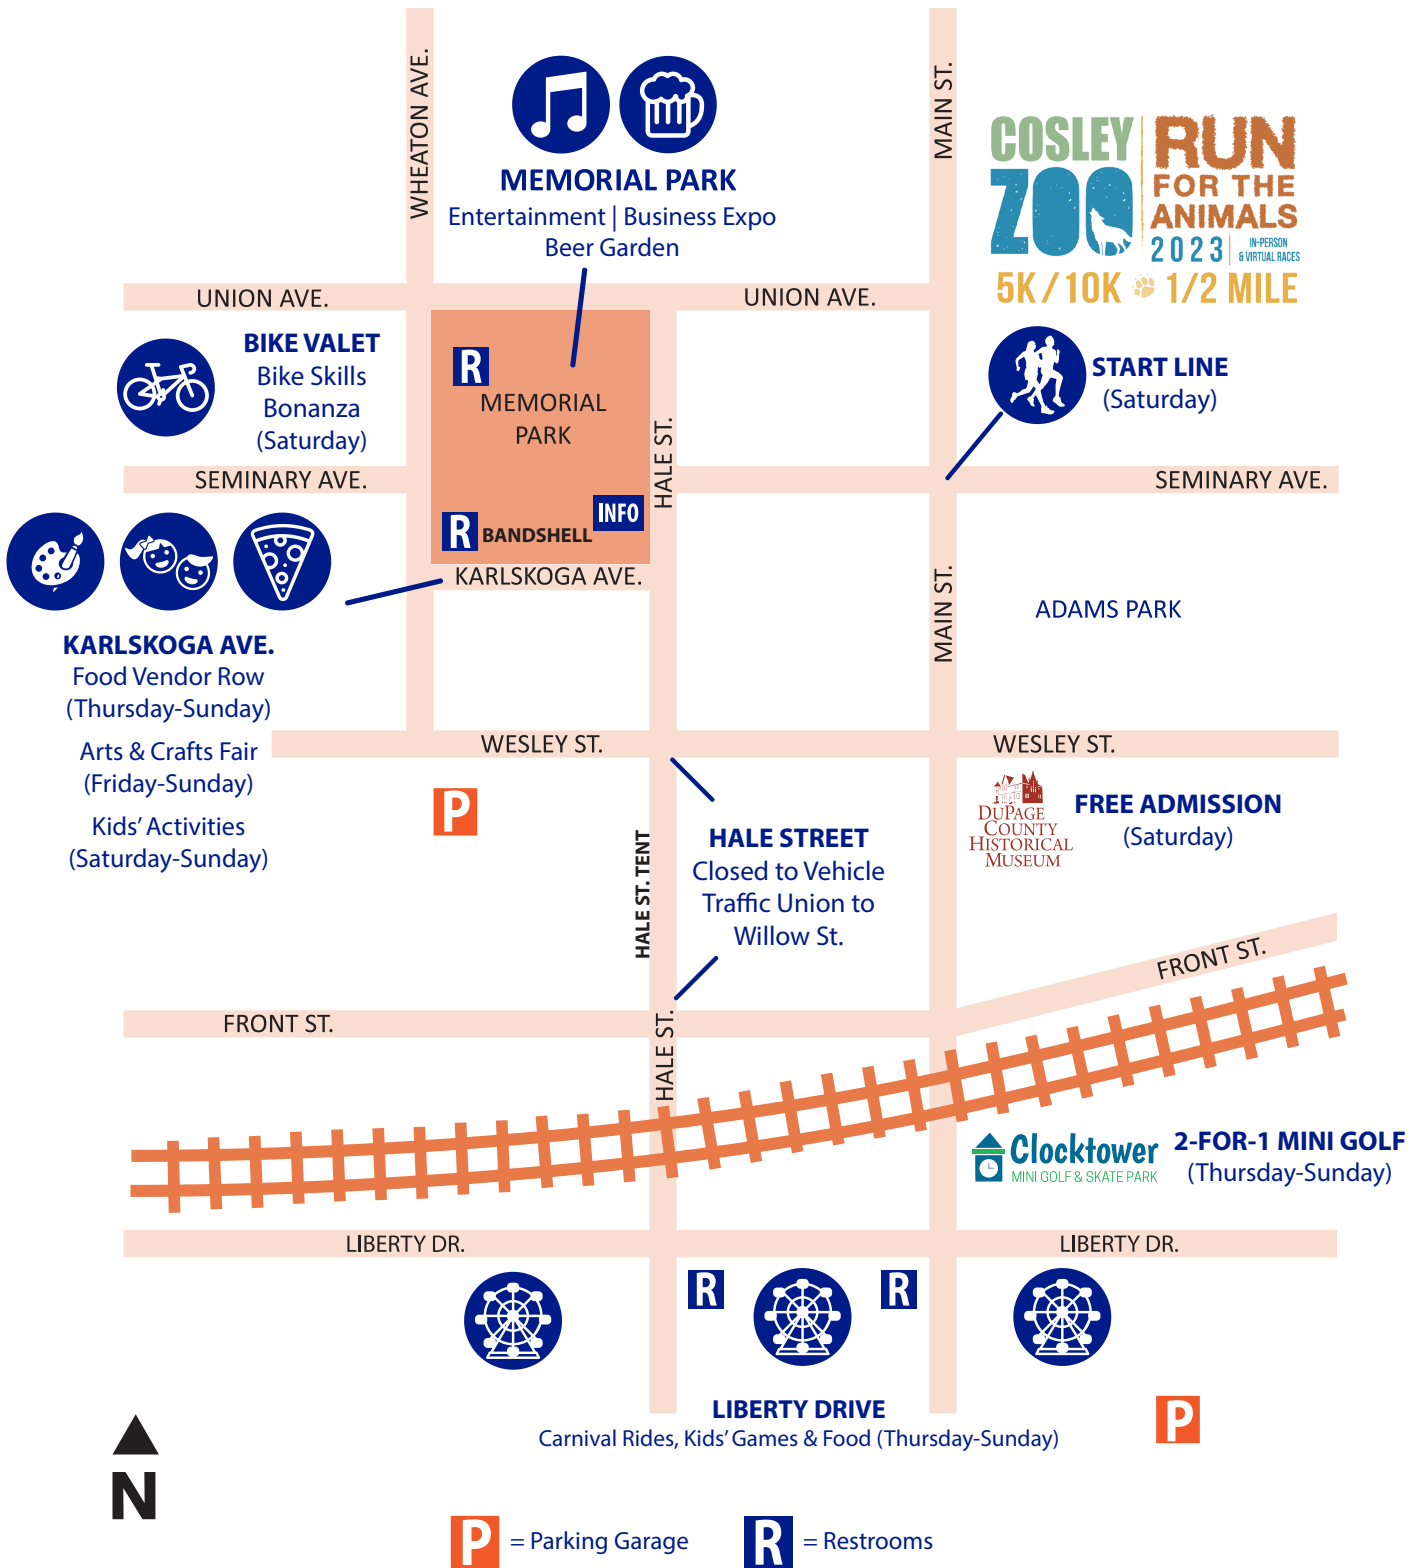 WHEATON AVE.
MAIN ST.
MEMORIAL PARK
Entertainment | Business Expo
Beer Garden
COSLEY
ZOO
RUN
FOR THE
ANIMALS
2023
IN-PERSON
& VIRTUAL RACES
5K / 10K 1/2 MILE
UNION AVE.
UNION AVE.
BIKE VALET
Bike Skills
Bonanza
(Saturday)
R
MEMORIAL
PARK
HALE ST.
START LINE
(Saturday)
SEMINARY AVE.
SEMINARY AVE.
INFO
R BANDSHELL
KARLSKOGA AVE.
MAIN ST.
ADAMS PARK
KARLSKOGA AVE.
Food Vendor Row
(Thursday-Sunday)
Arts & Crafts Fair
(Friday-Sunday)
Kids' Activities
(Saturday-Sunday)
WESLEY ST.
WESLEY ST.
P
HALE ST. TENT
HALE STREET
Closed to Vehicle
Traffic Union to
Willow St.
DUPAGE
COUNTY
HISTORICAL
MUSEUM
FREE ADMISSION
(Saturday)
FRONT ST.
FRONT ST.
HALE ST.
Clocktower
MINI GOLF & SKATE PARK
2-FOR-1 MINI GOLF
(Thursday-Sunday)
LIBERTY DR.
LIBERTY DR.
R
R
LIBERTY DRIVE
Carnival Rides, Kids' Games & Food (Thursday-Sunday)
P
N
P = Parking Garage
R = Restrooms